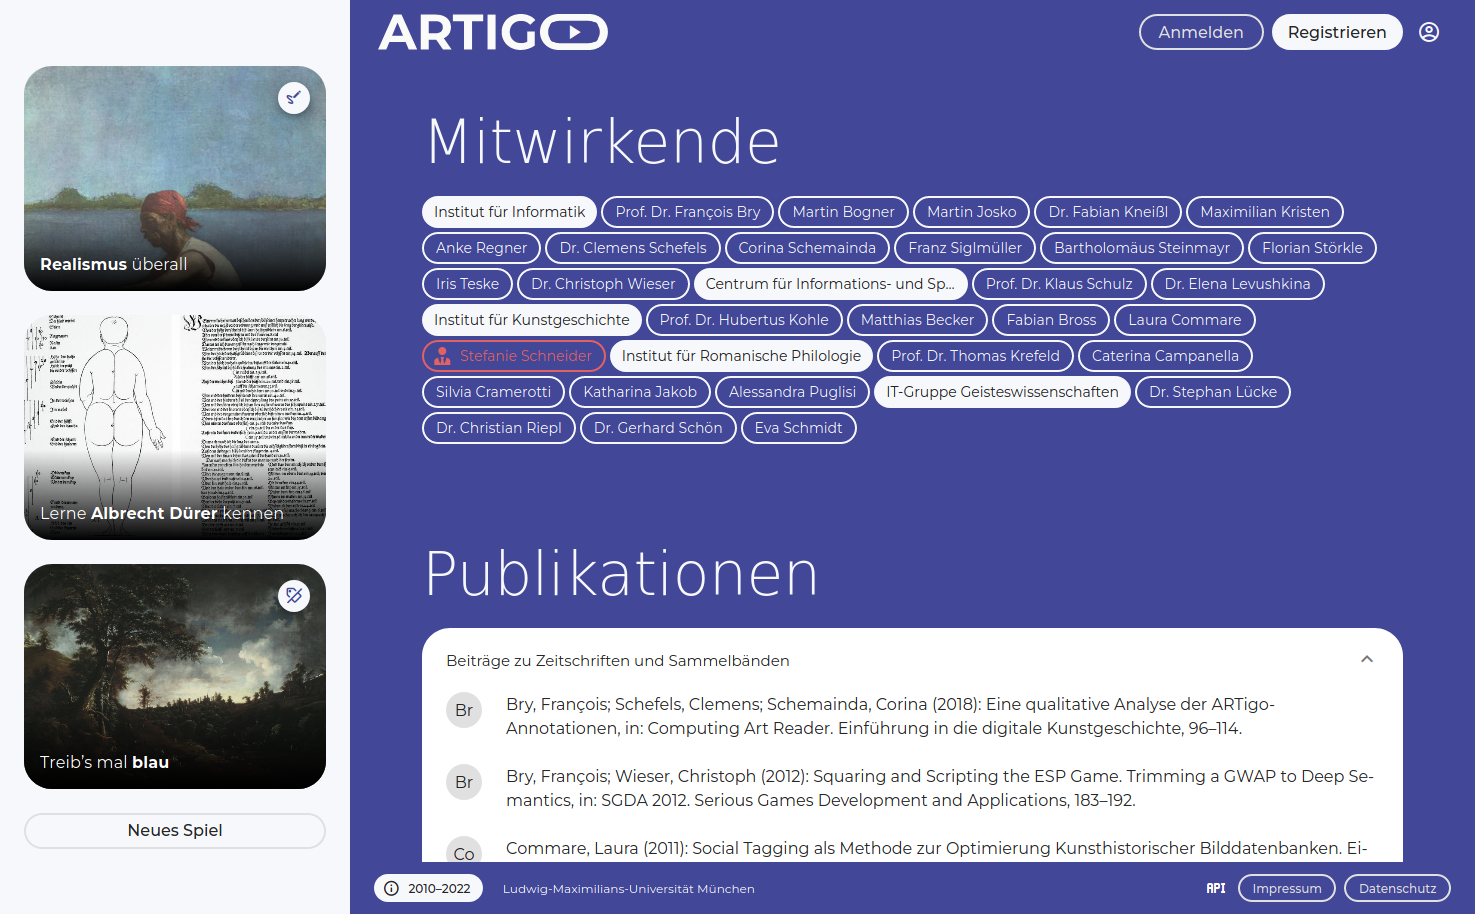 ARTIGO
Anmelden
Registrieren
Realismus überall
Lerne Albrecht Dürer kennen
Treib’s mal blau
Neues Spiel
Mitwirkende
Institut für Informatik
Prof. Dr. François Bry
Martin Bogner
Martin Josko
Dr. Fabian Kneißl
Maximilian Kristen
Anke Regner
Dr. Clemens Schefels
Corina Schemainda
Franz Siglmüller
Bartholomäus Steinmayr
Florian Störkle
Iris Teske
Dr. Christoph Wieser
Centrum für Informations- und Sp...
Prof. Dr. Klaus Schulz
Dr. Elena Levushkina
Institut für Kunstgeschichte
Prof. Dr. Hubertus Kohle
Matthias Becker
Fabian Bross
Laura Commare
Stefanie Schneider
Institut für Romanische Philologie
Prof. Dr. Thomas Krefeld
Caterina Campanella
Silvia Cramerotti
Katharina Jakob
Alessandra Puglisi
IT-Gruppe Geisteswissenschaften
Dr. Stephan Lücke
Dr. Christian Riepl
Dr. Gerhard Schön
Eva Schmidt
Publikationen
Beiträge zu Zeitschriften und Sammelbänden
Br
Bry, François; Schefels, Clemens; Schemainda, Corina (2018): Eine qualitative Analyse der ARTigo-
Annotationen, in: Computing Art Reader. Einführung in die digitale Kunstgeschichte, 96–114.
Br
Bry, François; Wieser, Christoph (2012): Squaring and Scripting the ESP Game. Trimming a GWAP to Deep Se-
mantics, in: SGDA 2012. Serious Games Development and Applications, 183–192.
Co
Commare, Laura (2011): Social Tagging als Methode zur Optimierung Kunsthistorischer Bilddatenbanken. Ei-
2010–2022
Ludwig-Maximilians-Universität München
API
Impressum
Datenschutz